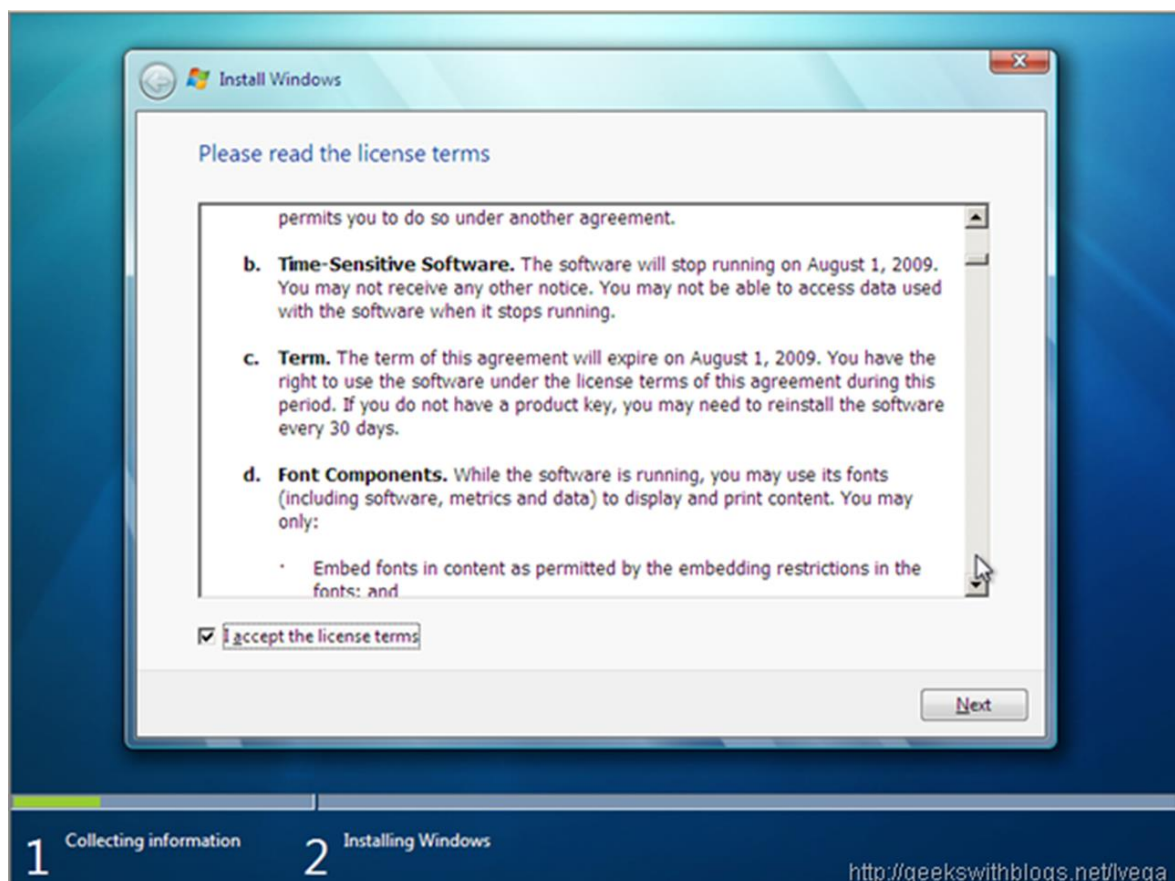 Install Windows
Please read the license terms
permits you to do so under another agreement.
b. Time-Sensitive Software. The software will stop running on August 1, 2009.
You may not receive any other notice. You may not be able to access data used
with the software when it stops running.
c. Term. The term of this agreement will expire on August 1, 2009. You have the
right to use the software under the license terms of this agreement during this
period. If you do not have a product key, you may need to reinstall the software
every 30 days.
d. Font Components. While the software is running, you may use its fonts
(including software, metrics and data) to display and print content. You may
only:
· Embed fonts in content as permitted by the embedding restrictions in the
fonts; and
I accept the license terms
Next
1 Collecting information
2 Installing Windows
http://geekswithblogs.net/lvega